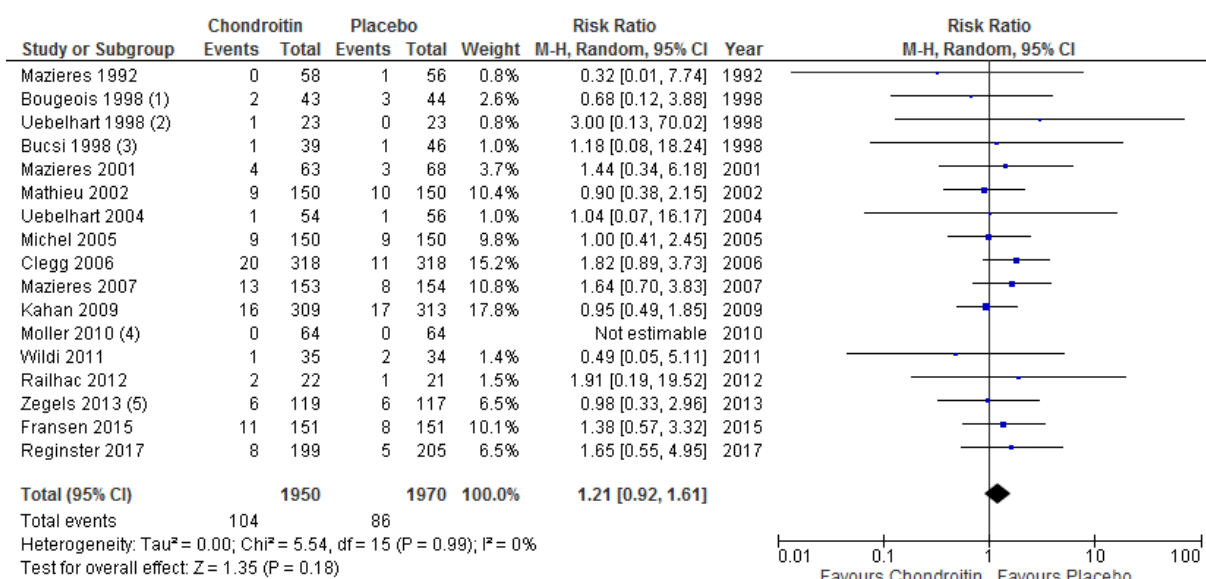 Chondroitin Placebo Risk Ratio Risk Ratio
Study or Subgroup Events Total Events Total Weight M-H, Random, 95% CI Year M-H, Random, 95% CI
Mazieres 1992 0 58 1 56 0.8% 0.32 [0.01, 7.74] 1992
Bougeois 1998 (1) 2 43 3 44 2.6% 0.68 [0.12, 3.88] 1998
Uebelhart 1998 (2) 1 23 0 23 0.8% 3.00 [0.13, 70.02] 1998
Bucsi 1998 (3) 1 39 1 46 1.0% 1.18 [0.08, 18.24] 1998
Mazieres 2001 4 63 3 68 3.7% 1.44 [0.34, 6.18] 2001
Mathieu 2002 9 150 10 150 10.4% 0.90 [0.38, 2.15] 2002
Uebelhart 2004 1 54 1 56 1.0% 1.04 [0.07, 16.17] 2004
Michel 2005 9 150 9 150 9.8% 1.00 [0.41, 2.45] 2005
Clegg 2006 20 318 11 318 15.2% 1.82 [0.89, 3.73] 2006
Mazieres 2007 13 153 8 154 11.4% 1.64 [0.70, 3.83] 2007
Kahan 2009 16 309 17 313 17.8% 0.95 [0.49, 1.85] 2009
Moller 2010 (4) 0 64 0 64 Not estimable 2010
Wildi 2011 1 35 2 34 1.4% 0.49 [0.05, 5.11] 2011
Railhac 2012 2 22 1 21 1.5% 1.91 [0.19, 19.52] 2012
Zegels 2013 (5) 6 119 6 117 6.5% 0.98 [0.33, 2.96] 2013
Fransen 2015 11 151 8 151 10.1% 1.38 [0.57, 3.32] 2015
Reginster 2017 8 199 5 205 6.5% 1.65 [0.55, 4.95] 2017
Total (95% CI) 1950 1970 100.0% 1.21 [0.92, 1.61]
Total events 104 86
Heterogeneity: Tau² = 0.00; Chi² = 5.54, df = 15 (P = 0.99); I² = 0%
Test for overall effect: Z = 1.35 (P = 0.18)
0.01 0.1 1 10 100
Favours Chondroitin Favours Placebo